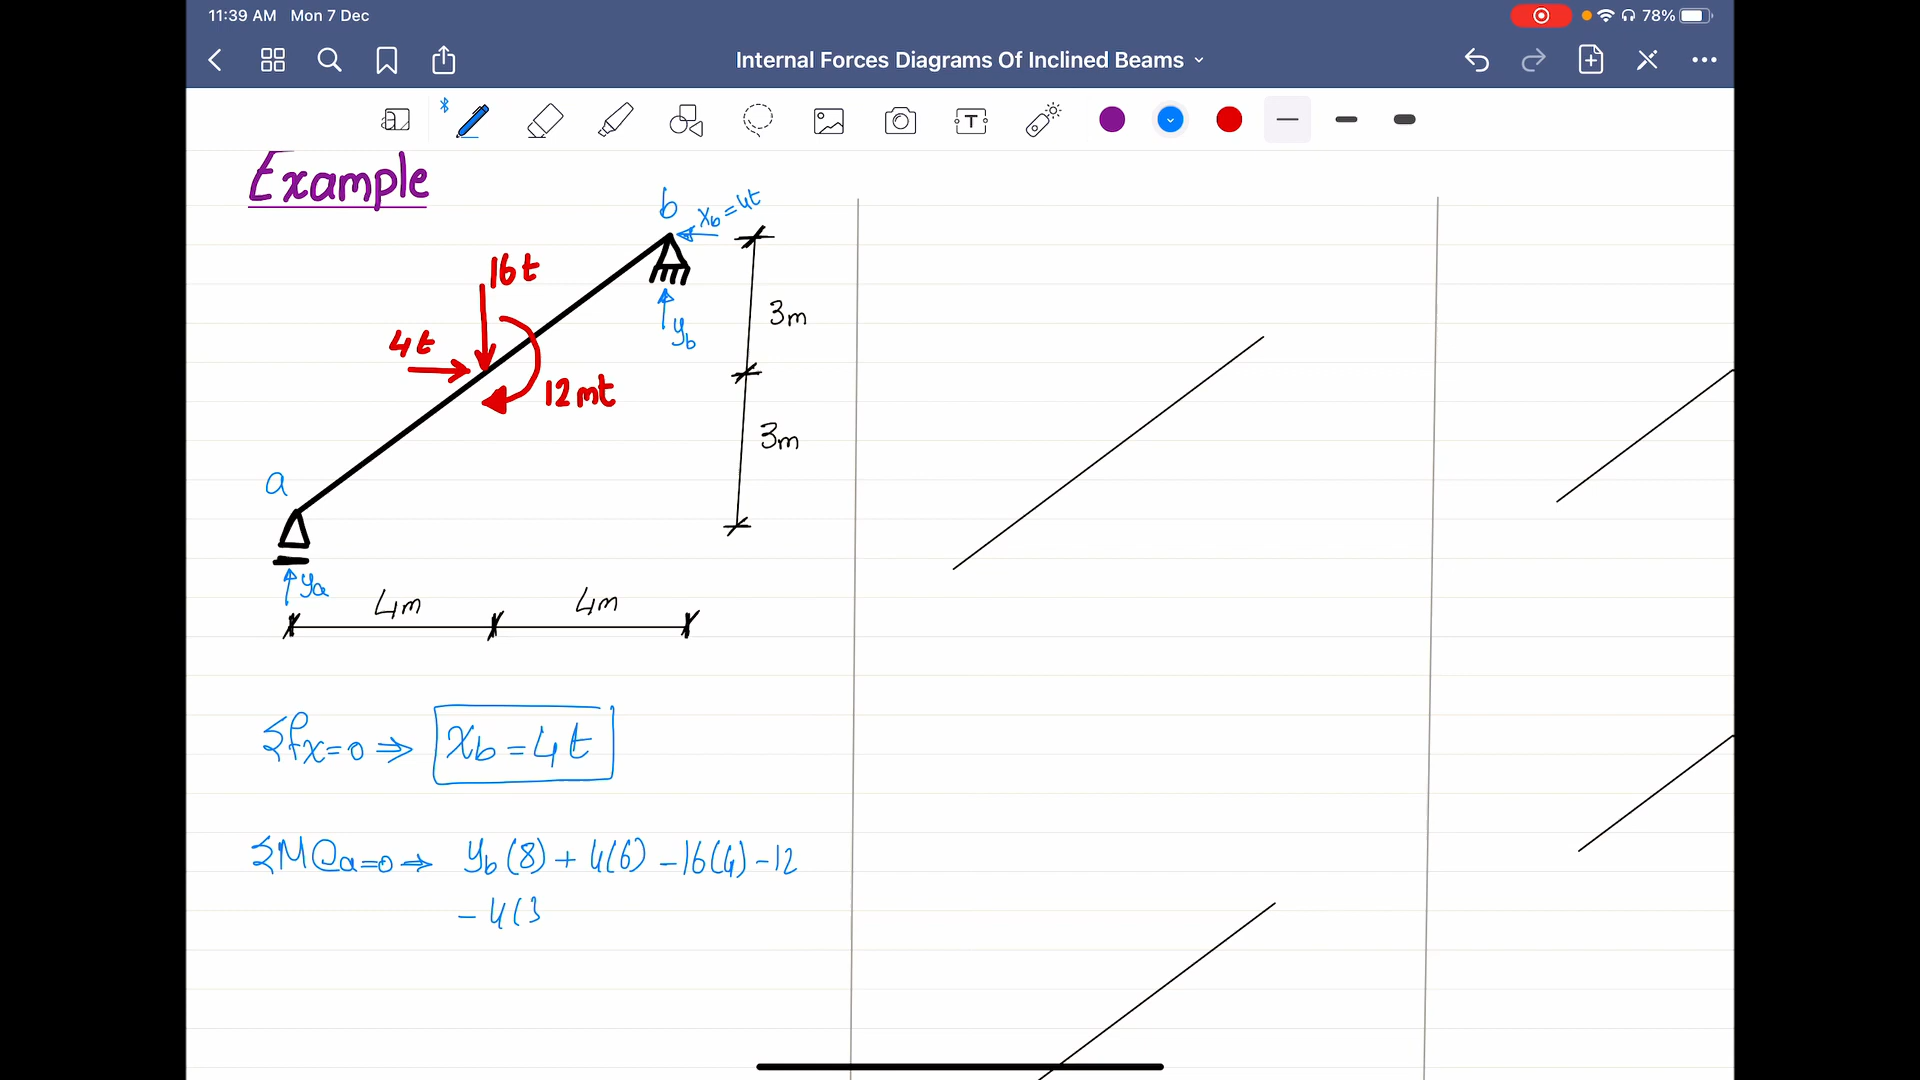 11:39 AM Mon 7 Dec
78%
Internal Forces Diagrams Of Inclined Beams
a
T
Example
b
Xb = 4t
16t
4t
yb
3m
12mt
3m
a
ya
4m
4m
Σfx=0 ⇒ Xb = 4t
ΣM@a=0 ⇒ yb(8) + 4(6) - 16(4) - 12
- 4(3